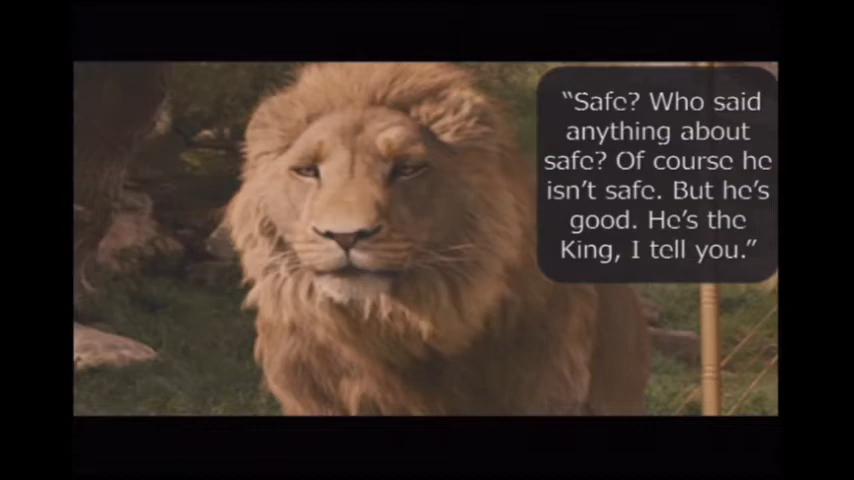 “Safe? Who said
anything about
safe? Of course he
isn’t safe. But he’s
good. He’s the
King, I tell you.”